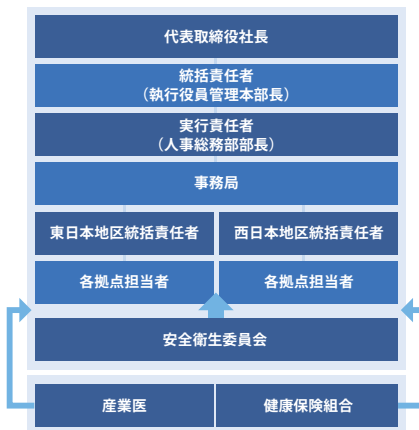 代表取締役社長
統括責任者
（執行役員管理本部長）
実行責任者
（人事総務部部長）
事務局
東日本地区統括責任者
西日本地区統括責任者
各拠点担当者
各拠点担当者
安全衛生委員会
産業医
健康保険組合